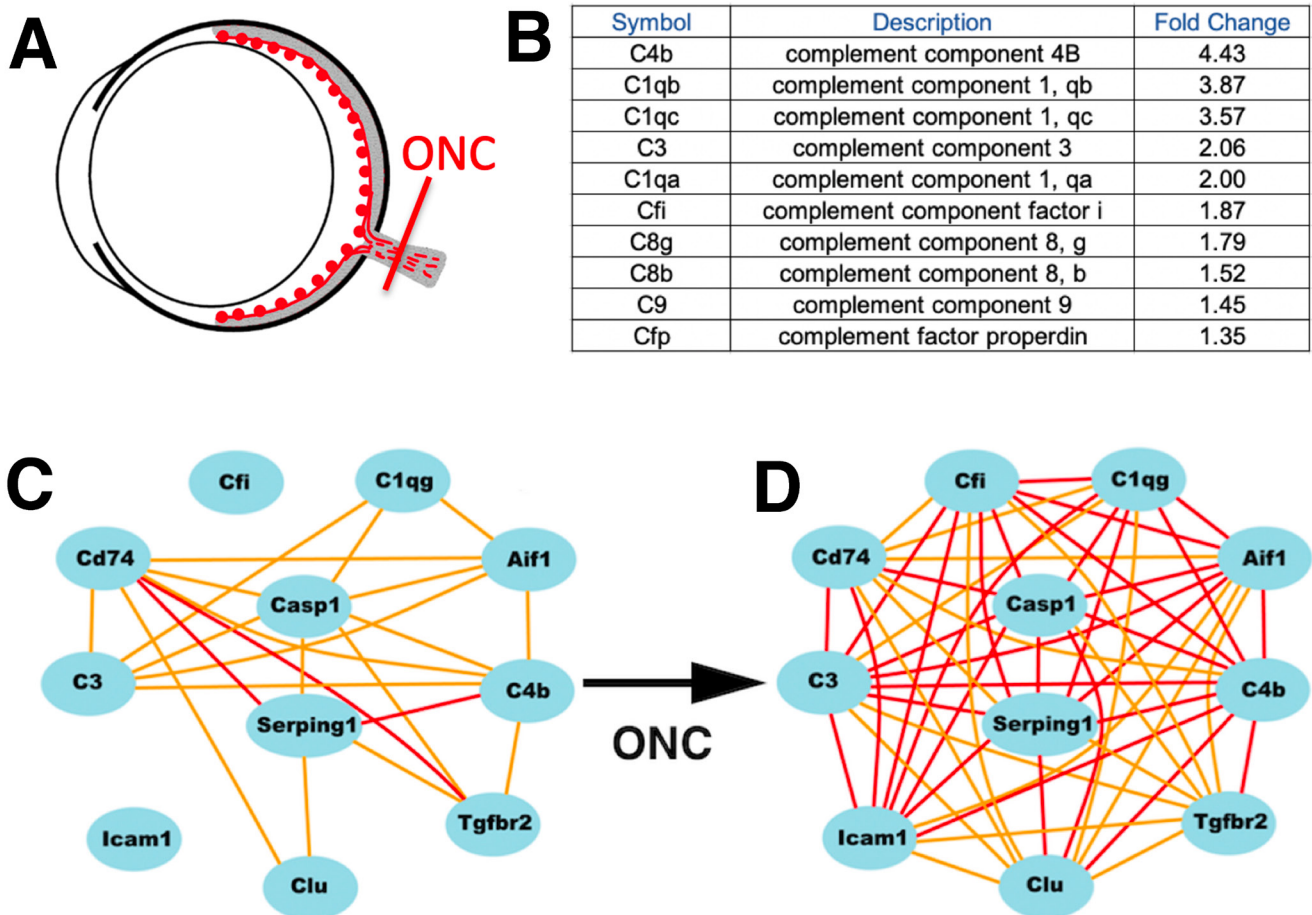 A
ONC
B
Symbol Description Fold Change
C4b complement component 4B 4.43
C1qb complement component 1, qb 3.87
C1qc complement component 1, qc 3.57
C3 complement component 3 2.06
C1qa complement component 1, qa 2.00
Cfi complement component factor i 1.87
C8g complement component 8, g 1.79
C8b complement component 8, b 1.52
C9 complement component 9 1.45
Cfp complement factor properdin 1.35
C
Cfi
C1qg
Cd74
Aif1
Casp1
C3
C4b
Serping1
Tgfbr2
Icam1
Clu
ONC
D
Cfi
C1qg
Cd74
Aif1
Casp1
C3
C4b
Serping1
Icam1
Tgfbr2
Clu